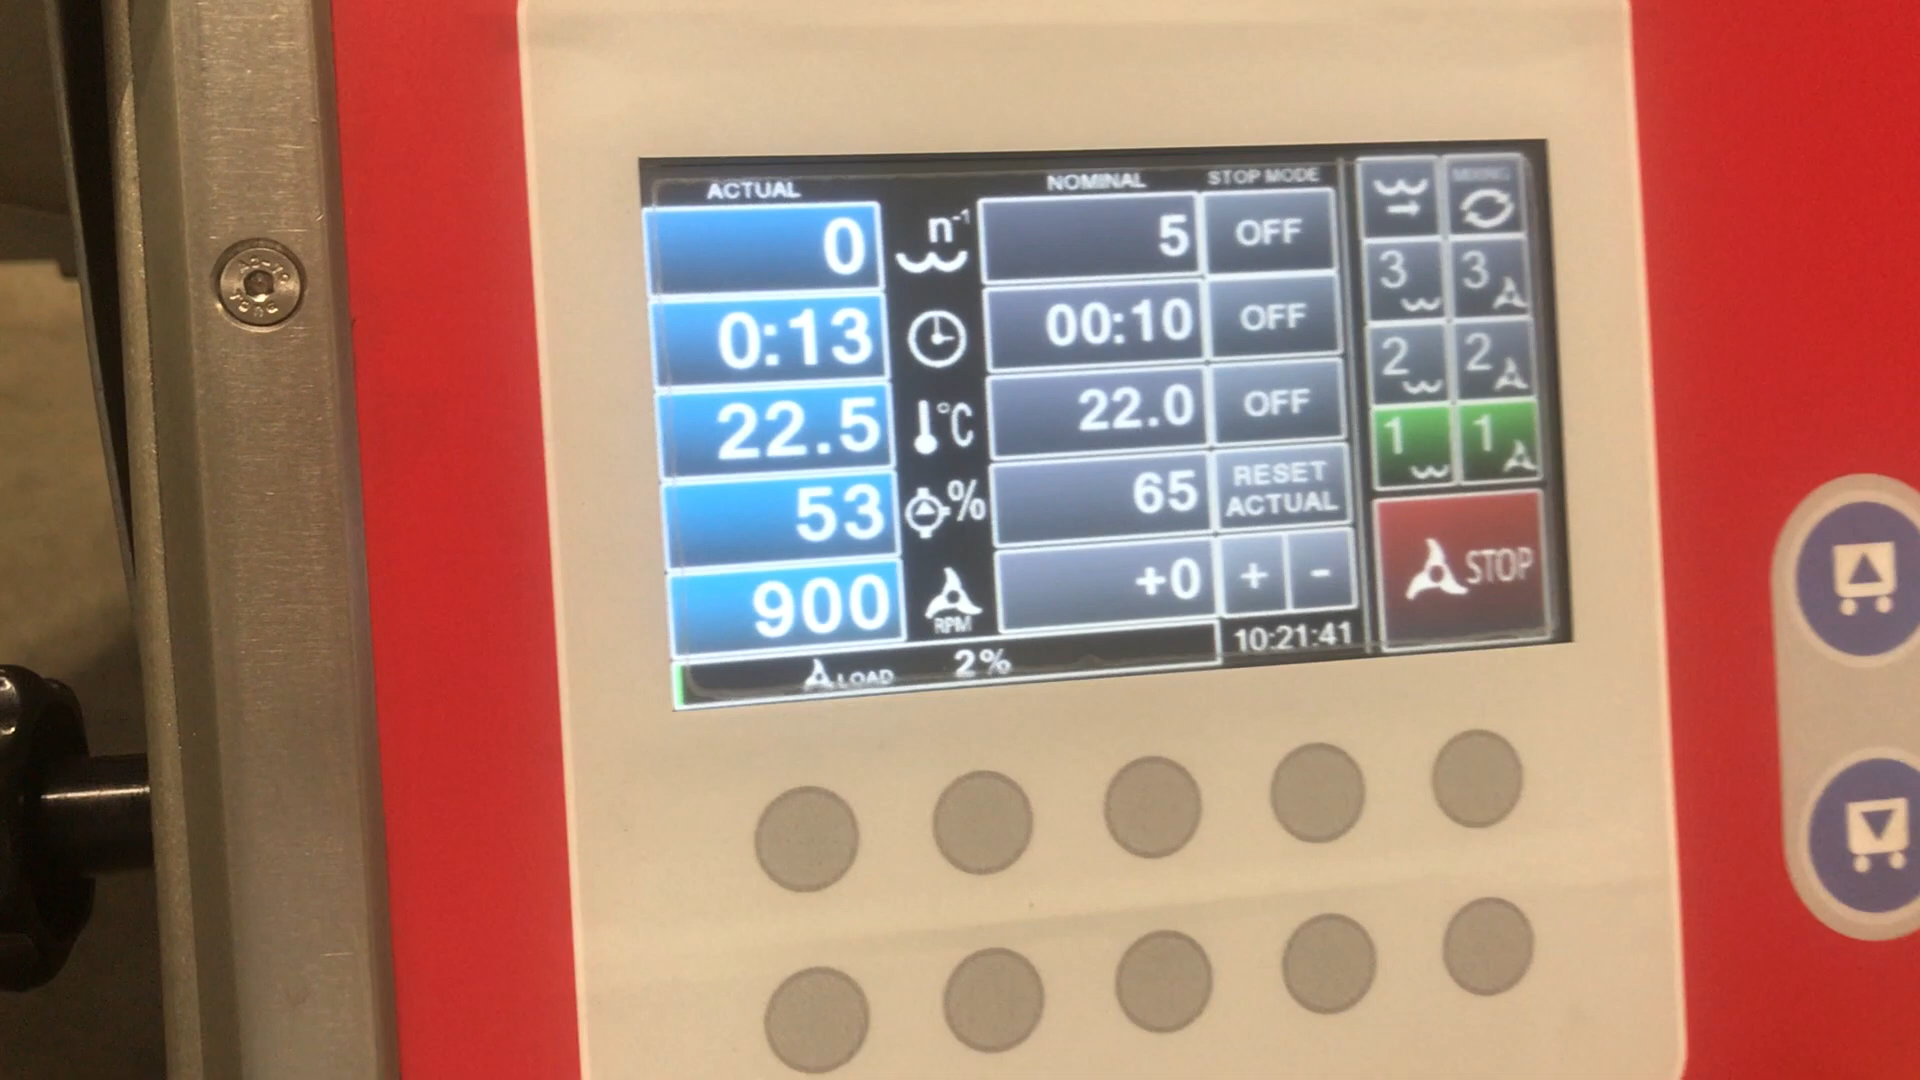 ACTUAL NOMINAL STOP MODE MIXING
0 n⁻¹ 5 OFF
3 3
0:13 00:10 OFF
2 2
22.5 °C 22.0 OFF
1 1
53 % 65 RESET ACTUAL
STOP
900 RPM +0 + -
LOAD 2% 10:21:41